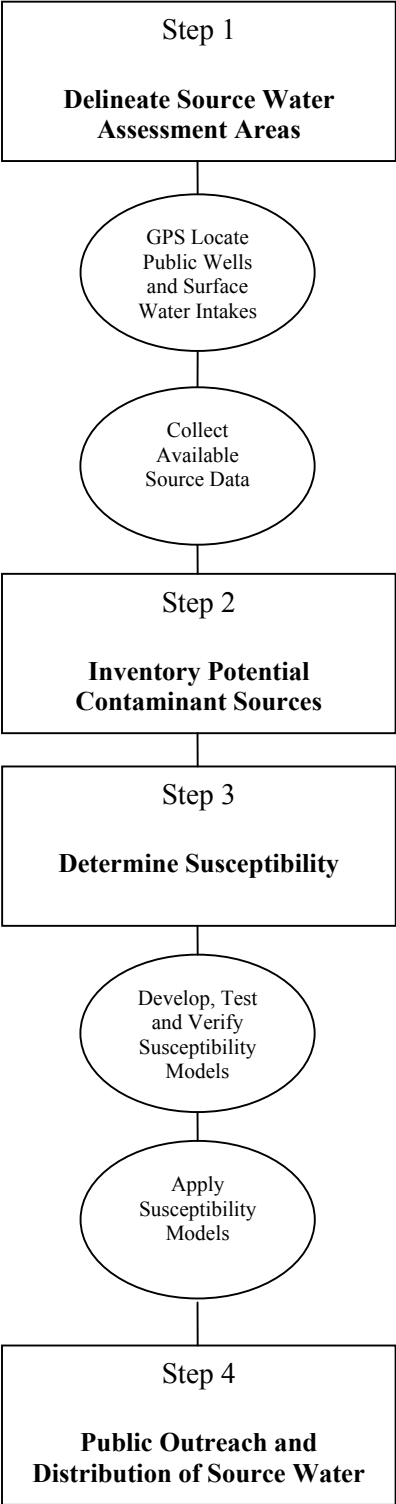 Step 1
Delineate Source Water
Assessment Areas
GPS Locate
Public Wells
and Surface
Water Intakes
Collect
Available
Source Data
Step 2
Inventory Potential
Contaminant Sources
Step 3
Determine Susceptibility
Develop, Test
and Verify
Susceptibility
Models
Apply
Susceptibility
Models
Step 4
Public Outreach and
Distribution of Source Water